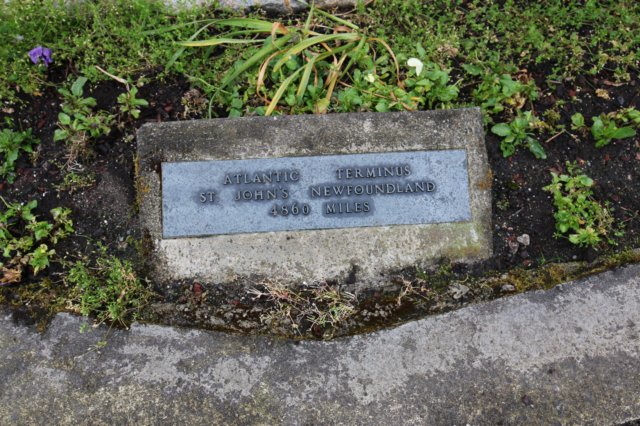 ATLANTIC TERMINUS
ST. JOHN'S NEWFOUNDLAND
4860 MILES